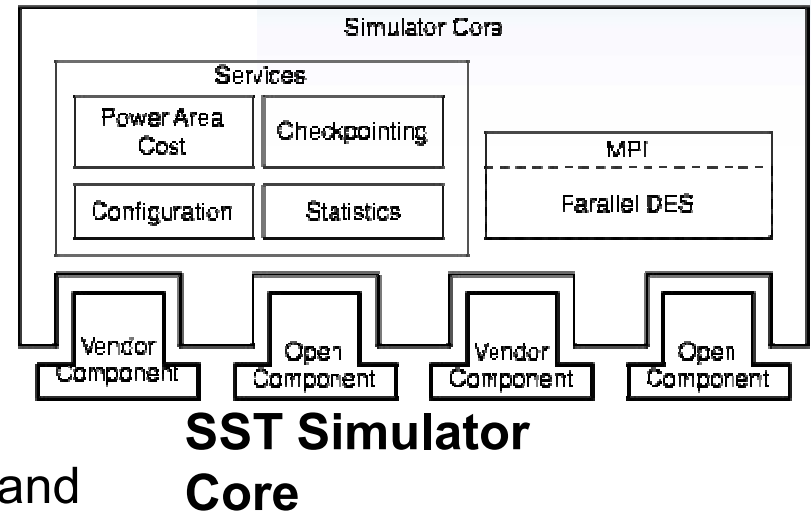 Simulator Core
Services
Power Area
Cost
Checkpointing
Configuration
Statistics
MPI
Parallel DES
Vendor
Component
Open
Component
Vendor
Component
Open
Component
SST Simulator
and
Core